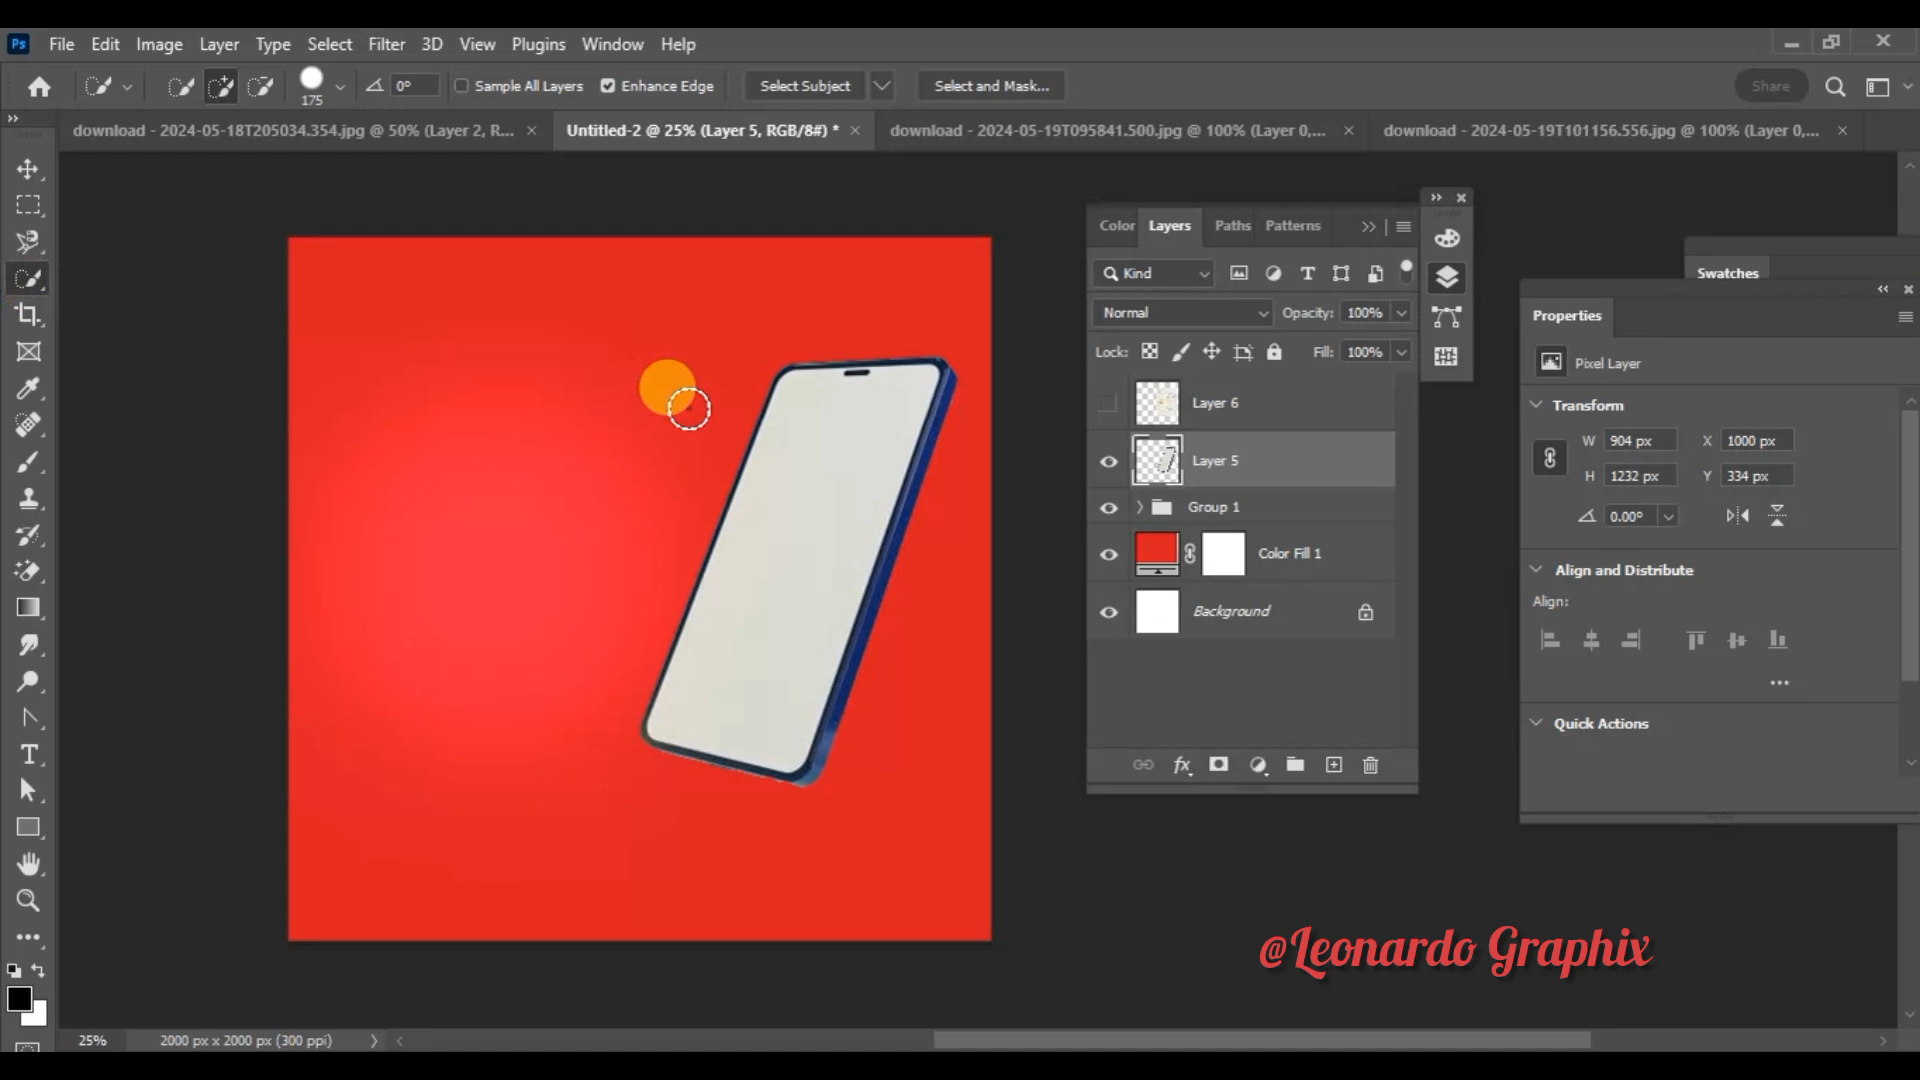 Ps File Edit Image Layer Type Select Filter 3D View Plugins Window Help
175 0° Sample All Layers Enhance Edge Select Subject Select and Mask... Share
download - 2024-05-18T205034.354.jpg @ 50% (Layer 2, R...
Untitled-2 @ 25% (Layer 5, RGB/8#) *
download - 2024-05-19T095841.500.jpg @ 100% (Layer 0,...
download - 2024-05-19T101156.556.jpg @ 100% (Layer 0,...
Color Layers Paths Patterns
Kind
Normal Opacity: 100%
Lock: Fill: 100%
Layer 6
Layer 5
Group 1
Color Fill 1
Background
fx
Swatches
Properties
Pixel Layer
Transform
W 904 px X 1000 px
H 1232 px Y 334 px
0.00°
Align and Distribute
Align:
Quick Actions
@Leonardo Graphix
25% 2000 px x 2000 px (300 ppi)